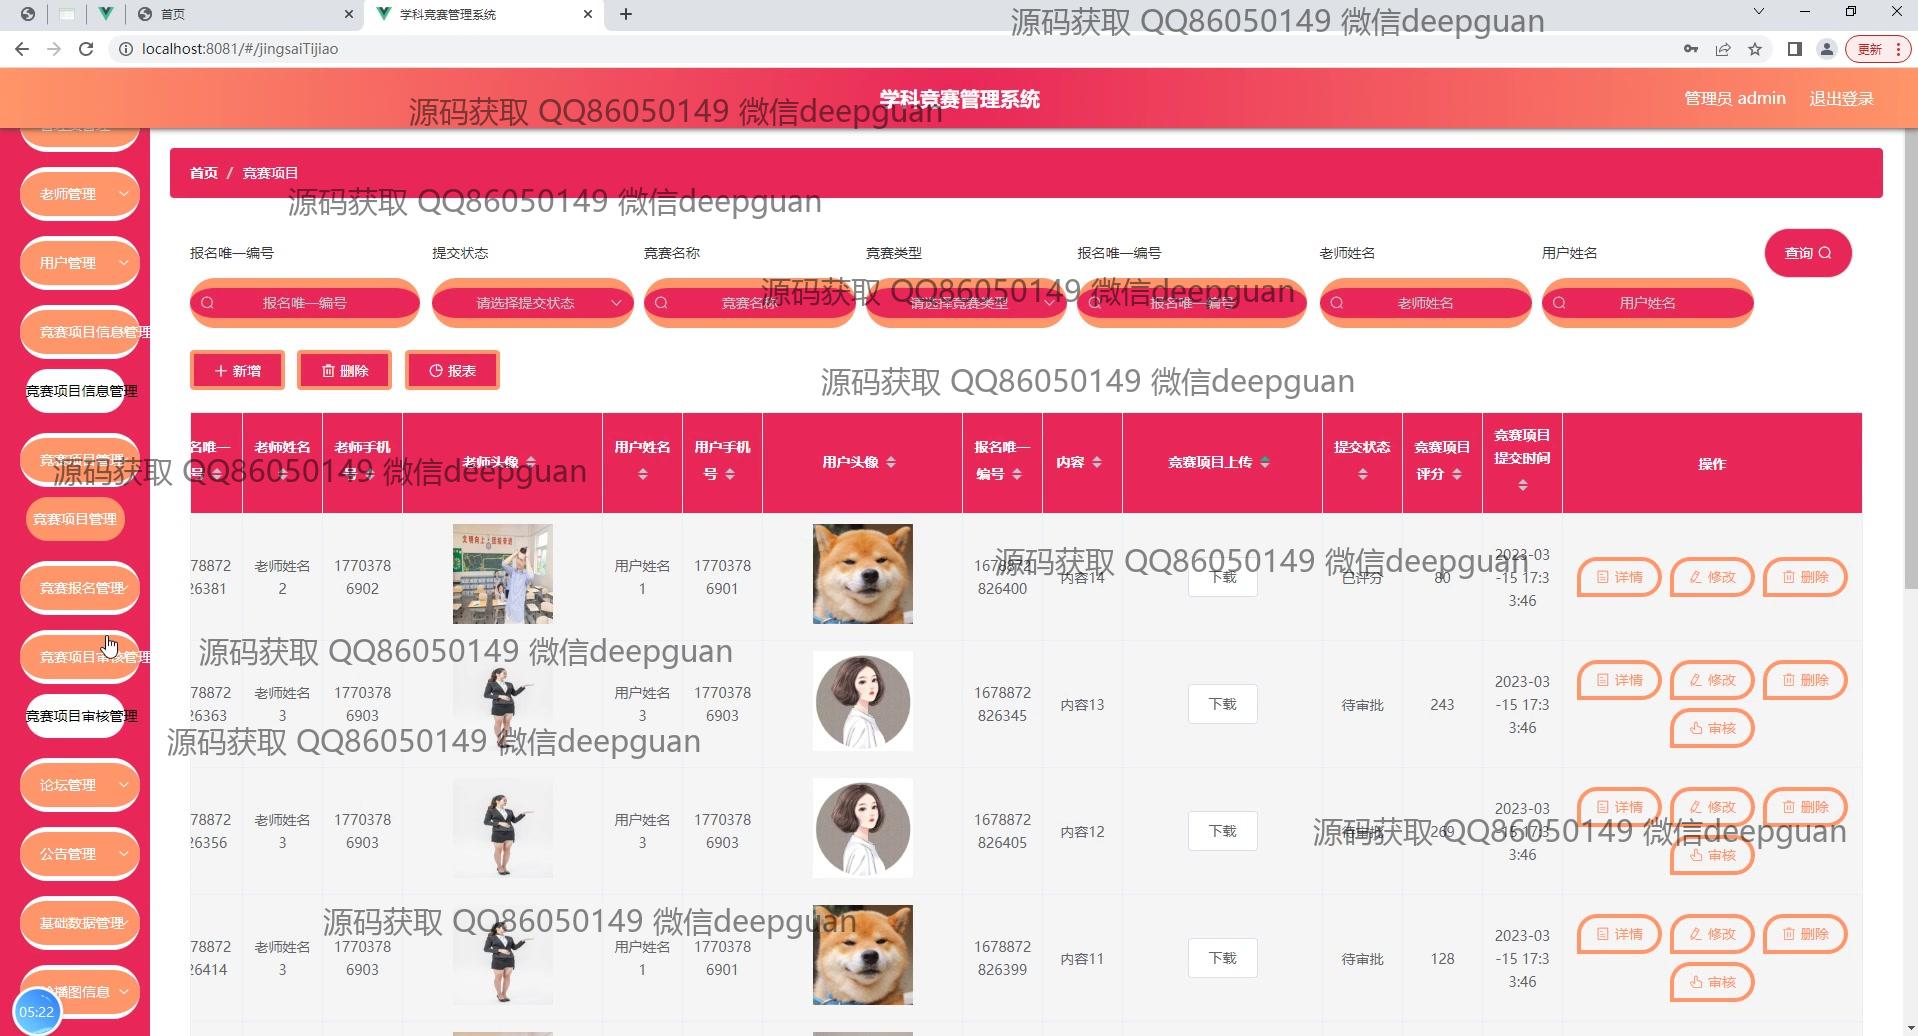 首页
学科竞赛管理系统
localhost:8081/#/jingsaiTijiao
更新
源码获取 QQ86050149 微信deepguan
学科竞赛管理系统
管理员 admin
退出登录
源码获取 QQ86050149 微信deepguan
首页 / 竞赛项目
源码获取 QQ86050149 微信deepguan
老师管理
用户管理
竞赛项目信息管理
竞赛项目信息管理
竞赛项目管理
竞赛项目管理
竞赛报名管理
竞赛项目审核管理
竞赛项目审核管理
论坛管理
公告管理
基础数据管理
播图信息
05:22
报名唯一编号 提交状态 竞赛名称 竞赛类型 报名唯一编号 老师姓名 用户姓名
查询
报名唯一编号 请选择提交状态 竞赛名称 请选择竞赛类型 报名唯一编号 老师姓名 用户姓名
源码获取 QQ86050149 微信deepguan
新增 删除 报表
源码获取 QQ86050149 微信deepguan
名唯一号 老师姓名 老师手机号 老师头像 用户姓名 用户手机号 用户头像 报名唯一编号 内容 竞赛项目上传 提交状态 竞赛项目评分 竞赛项目提交时间 操作
源码获取 QQ86050149 微信deepguan
78872 老师姓名 1770378 用户姓名 1770378 1678872 内容14 下载 已评分 80 2023-03
26381 2 6902 1 6901 826400 -15 17:3
3:46
详情 修改 删除
源码获取 QQ86050149 微信deepguan
源码获取 QQ86050149 微信deepguan
78872 老师姓名 1770378 用户姓名 1770378 1678872 内容13 下载 待审批 243 2023-03
26363 3 6903 3 6903 826345 -15 17:3
3:46
详情 修改 删除
审核
源码获取 QQ86050149 微信deepguan
78872 老师姓名 1770378 用户姓名 1770378 1678872 内容12 下载 待审批 269 2023-03
26356 3 6903 3 6903 826405 -15 17:3
3:46
详情 修改 删除
审核
源码获取 QQ86050149 微信deepguan
源码获取 QQ86050149 微信deepguan
78872 老师姓名 1770378 用户姓名 1770378 1678872 内容11 下载 待审批 128 2023-03
26414 3 6903 1 6901 826399 -15 17:3
3:46
详情 修改 删除
审核